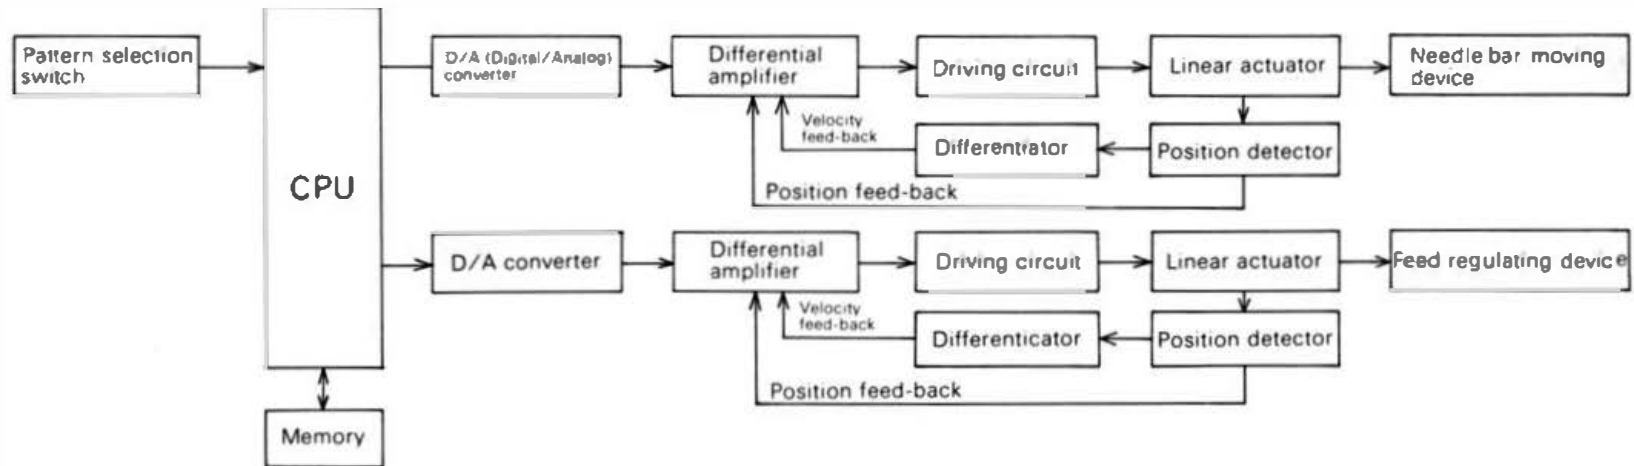 Pattern selection
switch
CPU
Memory
D/A (Digital/Analog)
converter
Differential
amplifier
Driving circuit
Linear actuator
Needle bar moving
device
Velocity
feed-back
Differentiator
Position detector
Position feed-back
D/A converter
Differential
amplifier
Driving circuit
Linear actuator
Feed regulating device
Velocity
feed-back
Differenticator
Position detector
Position feed-back